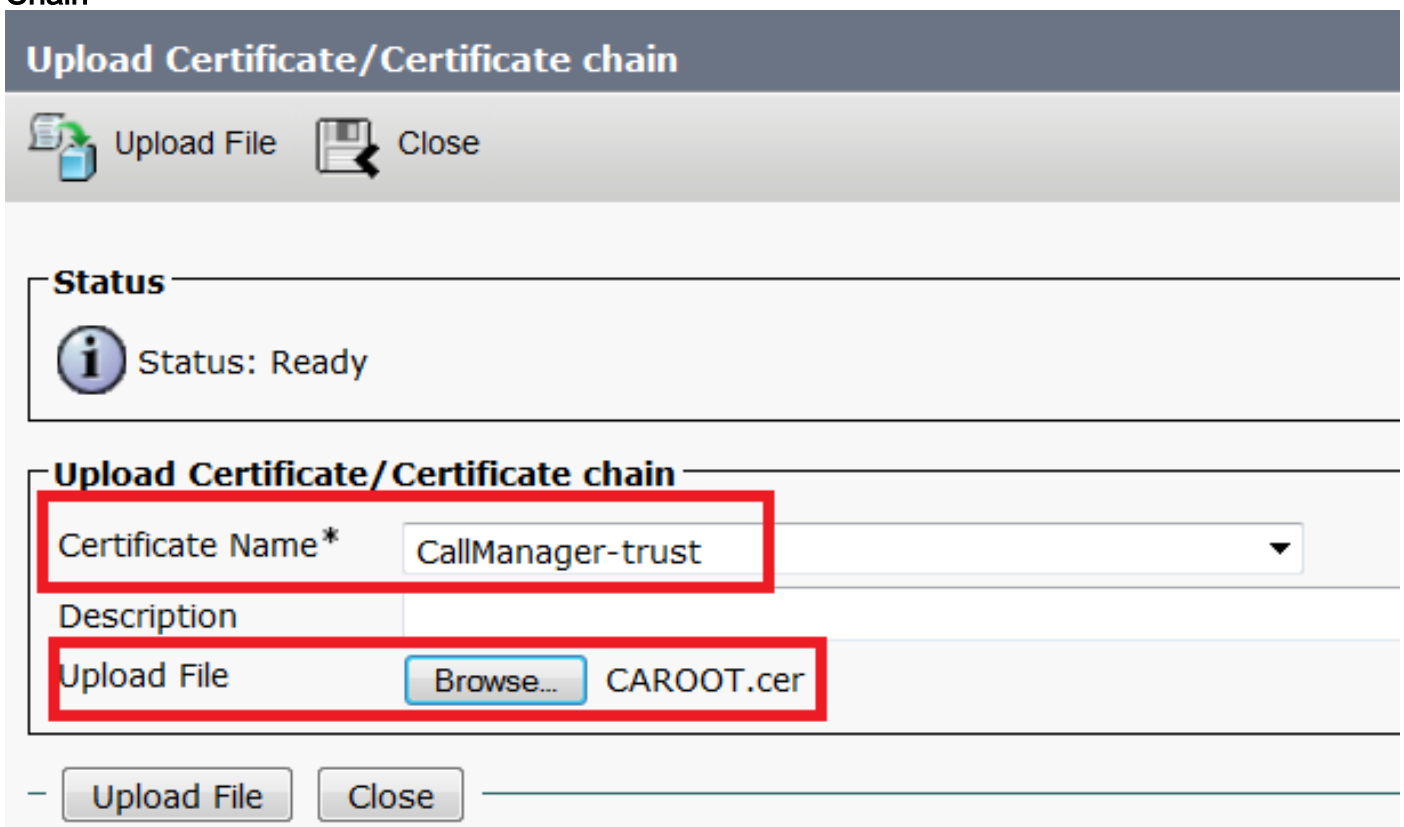 Chain
Upload Certificate/Certificate chain
Upload File Close
Status
Status: Ready
Upload Certificate/Certificate chain
Certificate Name* CallManager-trust
Description
Upload File Browse... CAROOT.cer
Upload File Close